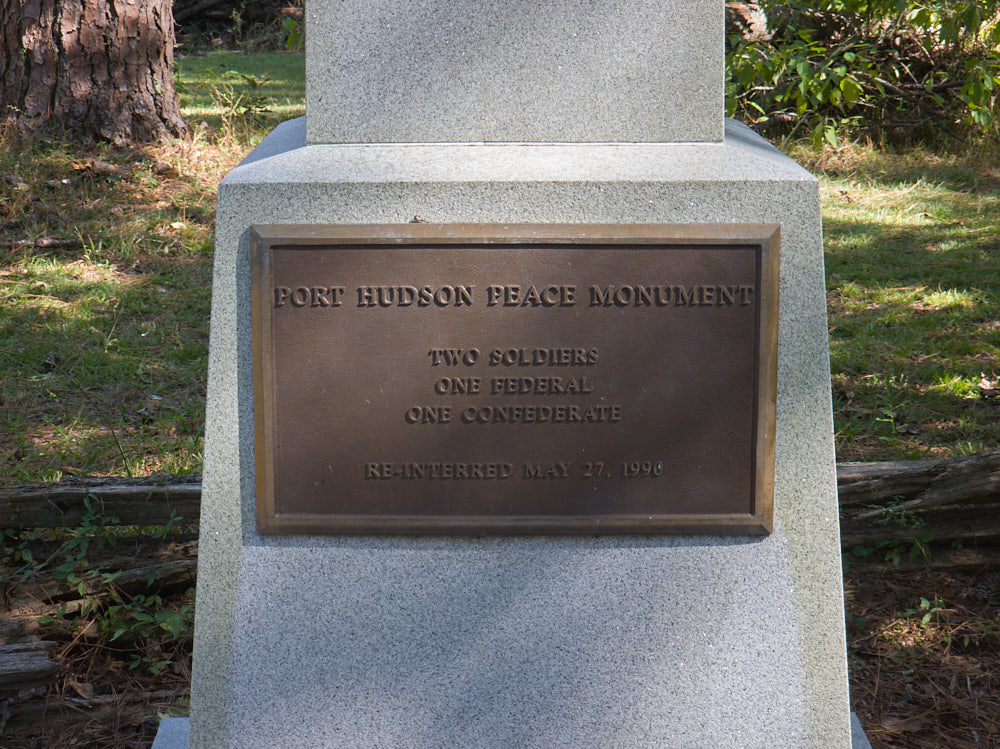 PORT HUDSON PEACE MONUMENT
TWO SOLDIERS
ONE FEDERAL
ONE CONFEDERATE
RE-INTERRED MAY 27, 1990